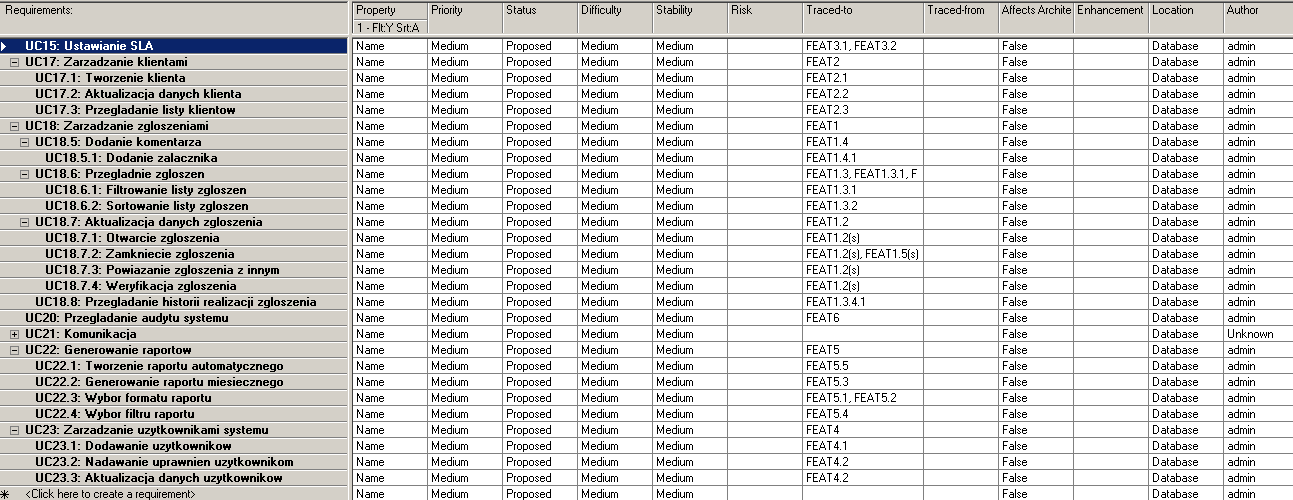 Requirements: Property Priority Status Difficulty Stability Risk Traced-to Traced-from Affects Archite Enhancement Location Author
1 - Flt:Y Srt:A
UC15: Ustawianie SLA Name Medium Proposed Medium Medium FEAT3.1, FEAT3.2 False Database admin
UC17: Zarzadzanie klientami Name Medium Proposed Medium Medium FEAT2 False Database admin
UC17.1: Tworzenie klienta Name Medium Proposed Medium Medium FEAT2.1 False Database admin
UC17.2: Aktualizacja danych klienta Name Medium Proposed Medium Medium FEAT2.2 False Database admin
UC17.3: Przegladanie listy klientow Name Medium Proposed Medium Medium FEAT2.3 False Database admin
UC18: Zarzadzanie zgloszeniami Name Medium Proposed Medium Medium FEAT1 False Database admin
UC18.5: Dodanie komentarza Name Medium Proposed Medium Medium FEAT1.4 False Database admin
UC18.5.1: Dodanie zalacznika Name Medium Proposed Medium Medium FEAT1.4.1 False Database admin
UC18.6: Przegladnie zgloszen Name Medium Proposed Medium Medium FEAT1.3, FEAT1.3.1, F False Database admin
UC18.6.1: Filtrowanie listy zgloszen Name Medium Proposed Medium Medium FEAT1.3.1 False Database admin
UC18.6.2: Sortowanie listy zgloszen Name Medium Proposed Medium Medium FEAT1.3.2 False Database admin
UC18.7: Aktualizacja danych zgloszenia Name Medium Proposed Medium Medium FEAT1.2 False Database admin
UC18.7.1: Otwarcie zgloszenia Name Medium Proposed Medium Medium FEAT1.2(s) False Database admin
UC18.7.2: Zamkniecie zgloszenia Name Medium Proposed Medium Medium FEAT1.2(s), FEAT1.5(s) False Database admin
UC18.7.3: Powiazanie zgloszenia z innym Name Medium Proposed Medium Medium FEAT1.2(s) False Database admin
UC18.7.4: Weryfikacja zgloszenia Name Medium Proposed Medium Medium FEAT1.2(s) False Database admin
UC18.8: Przegladanie historii realizacji zgloszenia Name Medium Proposed Medium Medium FEAT1.3.4.1 False Database admin
UC20: Przegladanie audytu systemu Name Medium Proposed Medium Medium FEAT6 False Database admin
UC21: Komunikacja Name Medium Proposed Medium Medium False Database Unknown
UC22: Generowanie raportow Name Medium Proposed Medium Medium FEAT5 False Database admin
UC22.1: Tworzenie raportu automatycznego Name Medium Proposed Medium Medium FEAT5.5 False Database admin
UC22.2: Generowanie raportu miesiecznego Name Medium Proposed Medium Medium FEAT5.3 False Database admin
UC22.3: Wybor formatu raportu Name Medium Proposed Medium Medium FEAT5.1, FEAT5.2 False Database admin
UC22.4: Wybor filtru raportu Name Medium Proposed Medium Medium FEAT5.4 False Database admin
UC23: Zarzadzanie uzytkownikami systemu Name Medium Proposed Medium Medium FEAT4 False Database admin
UC23.1: Dodawanie uzytkownikow Name Medium Proposed Medium Medium FEAT4.1 False Database admin
UC23.2: Nadawanie uprawnien uzytkownikom Name Medium Proposed Medium Medium FEAT4.2 False Database admin
UC23.3: Aktualizacja danych uzytkownikow Name Medium Proposed Medium Medium FEAT4.2 False Database admin
<Click here to create a requirement> Name Medium Proposed Medium Medium False Database admin